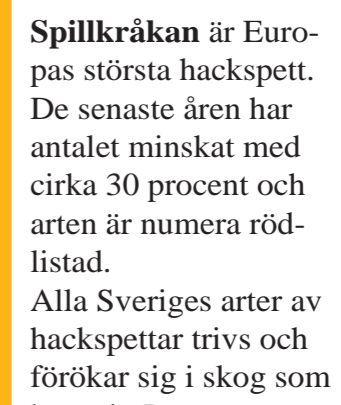 Spillkråkan är Euro-
pas största hackspett.
De senaste åren har
antalet minskat med
cirka 30 procent och
arten är numera röd-
listad.
Alla Sveriges arter av
hackspettar trivs och
förökar sig i skog som